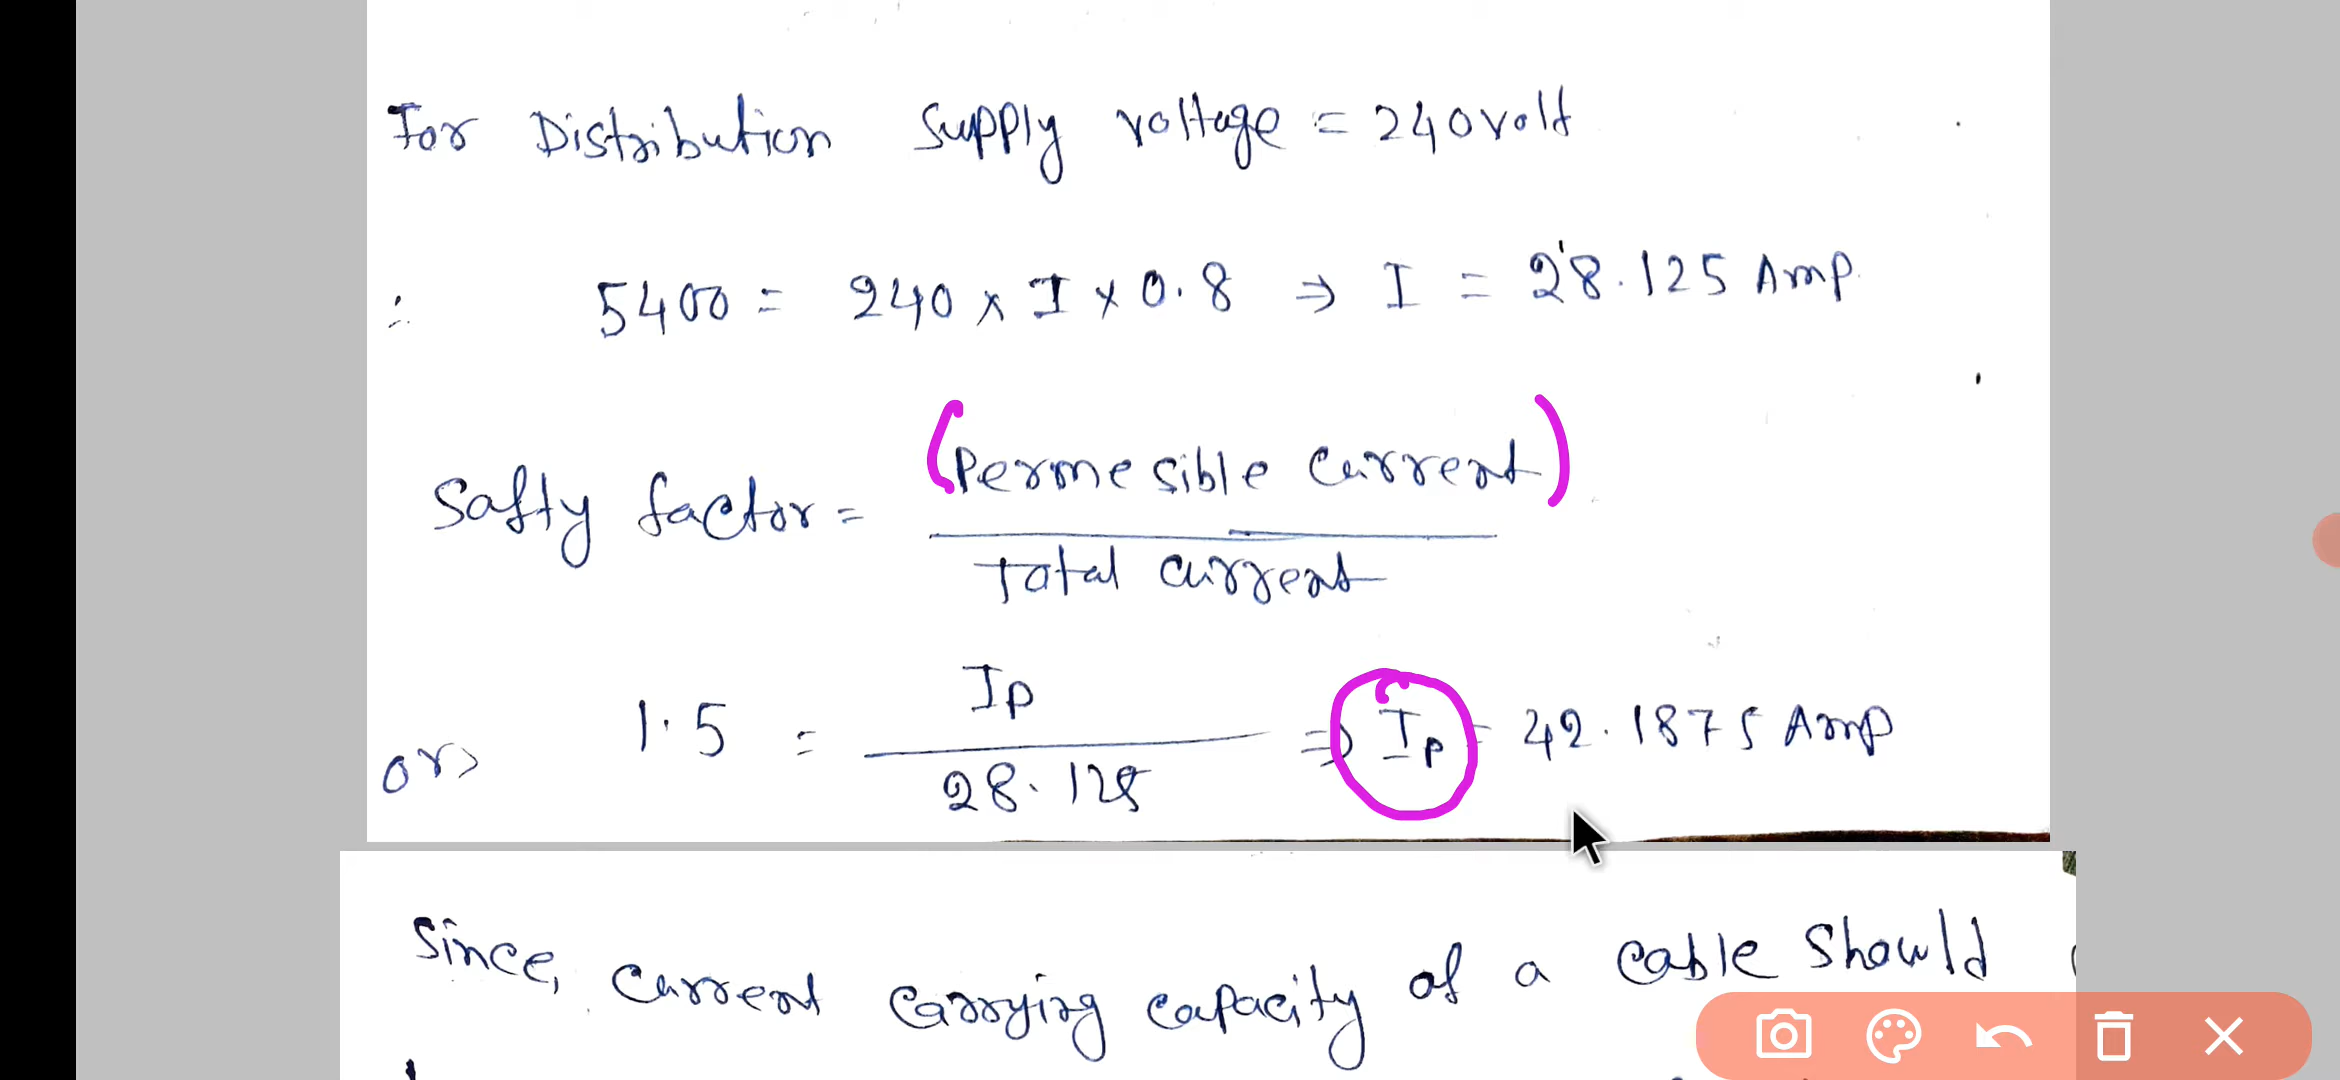 For Distribution supply voltage = 240 volt
∴ 5400 = 240 x I x 0.8 ⇒ I = 28.125 Amp.
Safty factor = (Permesible Current) / Total current
or, 1.5 = Ip / 28.125 ⇒ Ip = 42.1875 Amp
Since, Current carrying capacity of a cable should